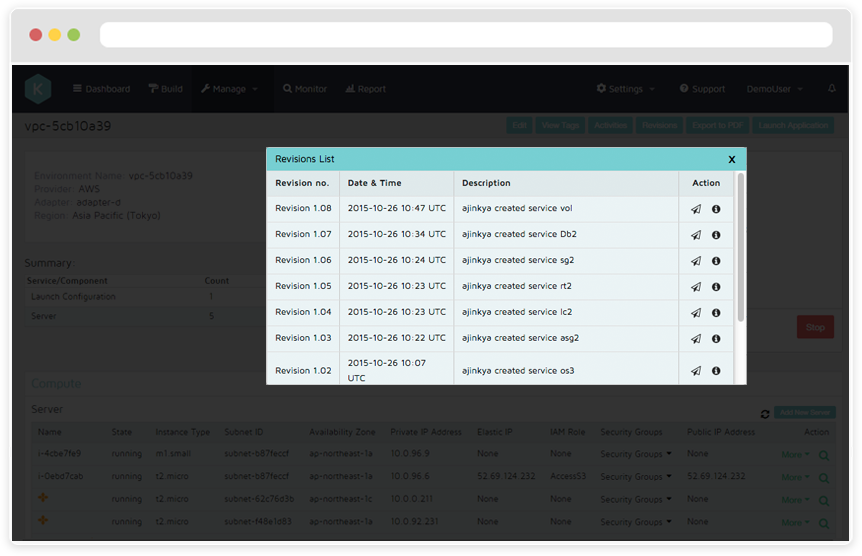 K Dashboard Build Manage Monitor Report Settings Support DemoUser
vpc-5cb10a39 Edit View Tags Activities Revisions Export to PDF Launch Application
Revisions List X
Revision no. Date & Time Description Action
Revision 1.08 2015-10-26 10:47 UTC ajinkya created service vol
Revision 1.07 2015-10-26 10:34 UTC ajinkya created service Db2
Revision 1.06 2015-10-26 10:24 UTC ajinkya created service sg2
Revision 1.05 2015-10-26 10:23 UTC ajinkya created service rt2
Revision 1.04 2015-10-26 10:23 UTC ajinkya created service lc2
Revision 1.03 2015-10-26 10:22 UTC ajinkya created service asg2
Revision 1.02 2015-10-26 10:07 UTC ajinkya created service os3
Environment Name: vpc-5cb10a39
Provider: AWS
Adapter: adapter-d
Region: Asia Pacific (Tokyo)
Summary
Service/Component Count
Launch Configuration 1
Server 5
Stop
Compute
Server Add New Server
Name State Instance Type Subnet ID Availability Zone Private IP Address Elastic IP IAM Role Security Groups Public IP Address Action
i-4cbe7fe9 running m1.small subnet-b87feccf ap-northeast-1a 10.0.96.9 None None Security Groups None More
i-0ebd7cab running t2.micro subnet-b87feccf ap-northeast-1a 10.0.96.6 52.69.124.232 AccessS3 Security Groups 52.69.124.232 More
running t2.micro subnet-62c76d3b ap-northeast-1c 10.0.0.211 None None Security Groups None More
running t2.micro subnet-f48e1d83 ap-northeast-1a 10.0.92.231 None None Security Groups None More